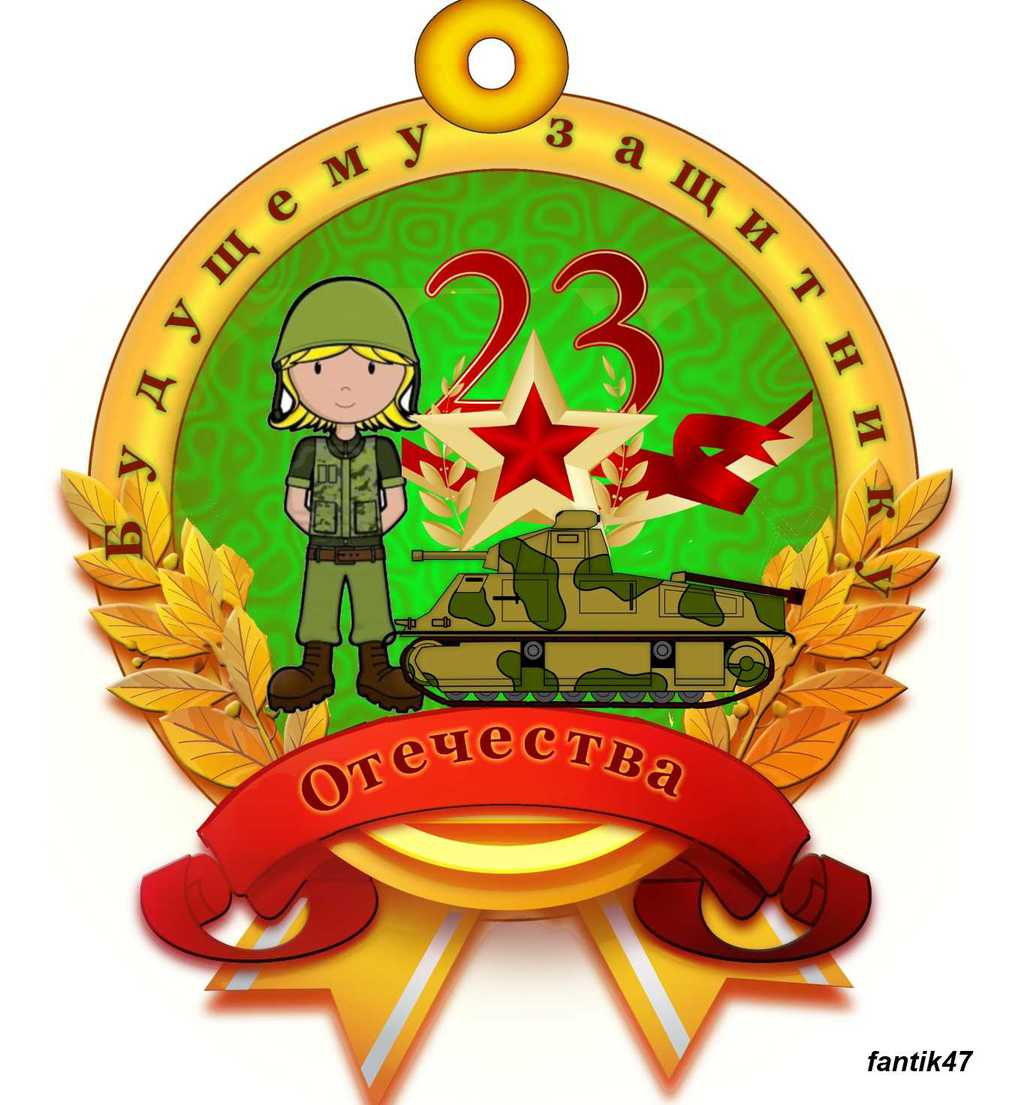 Будущему защитнику
23
Отечества
fantik47